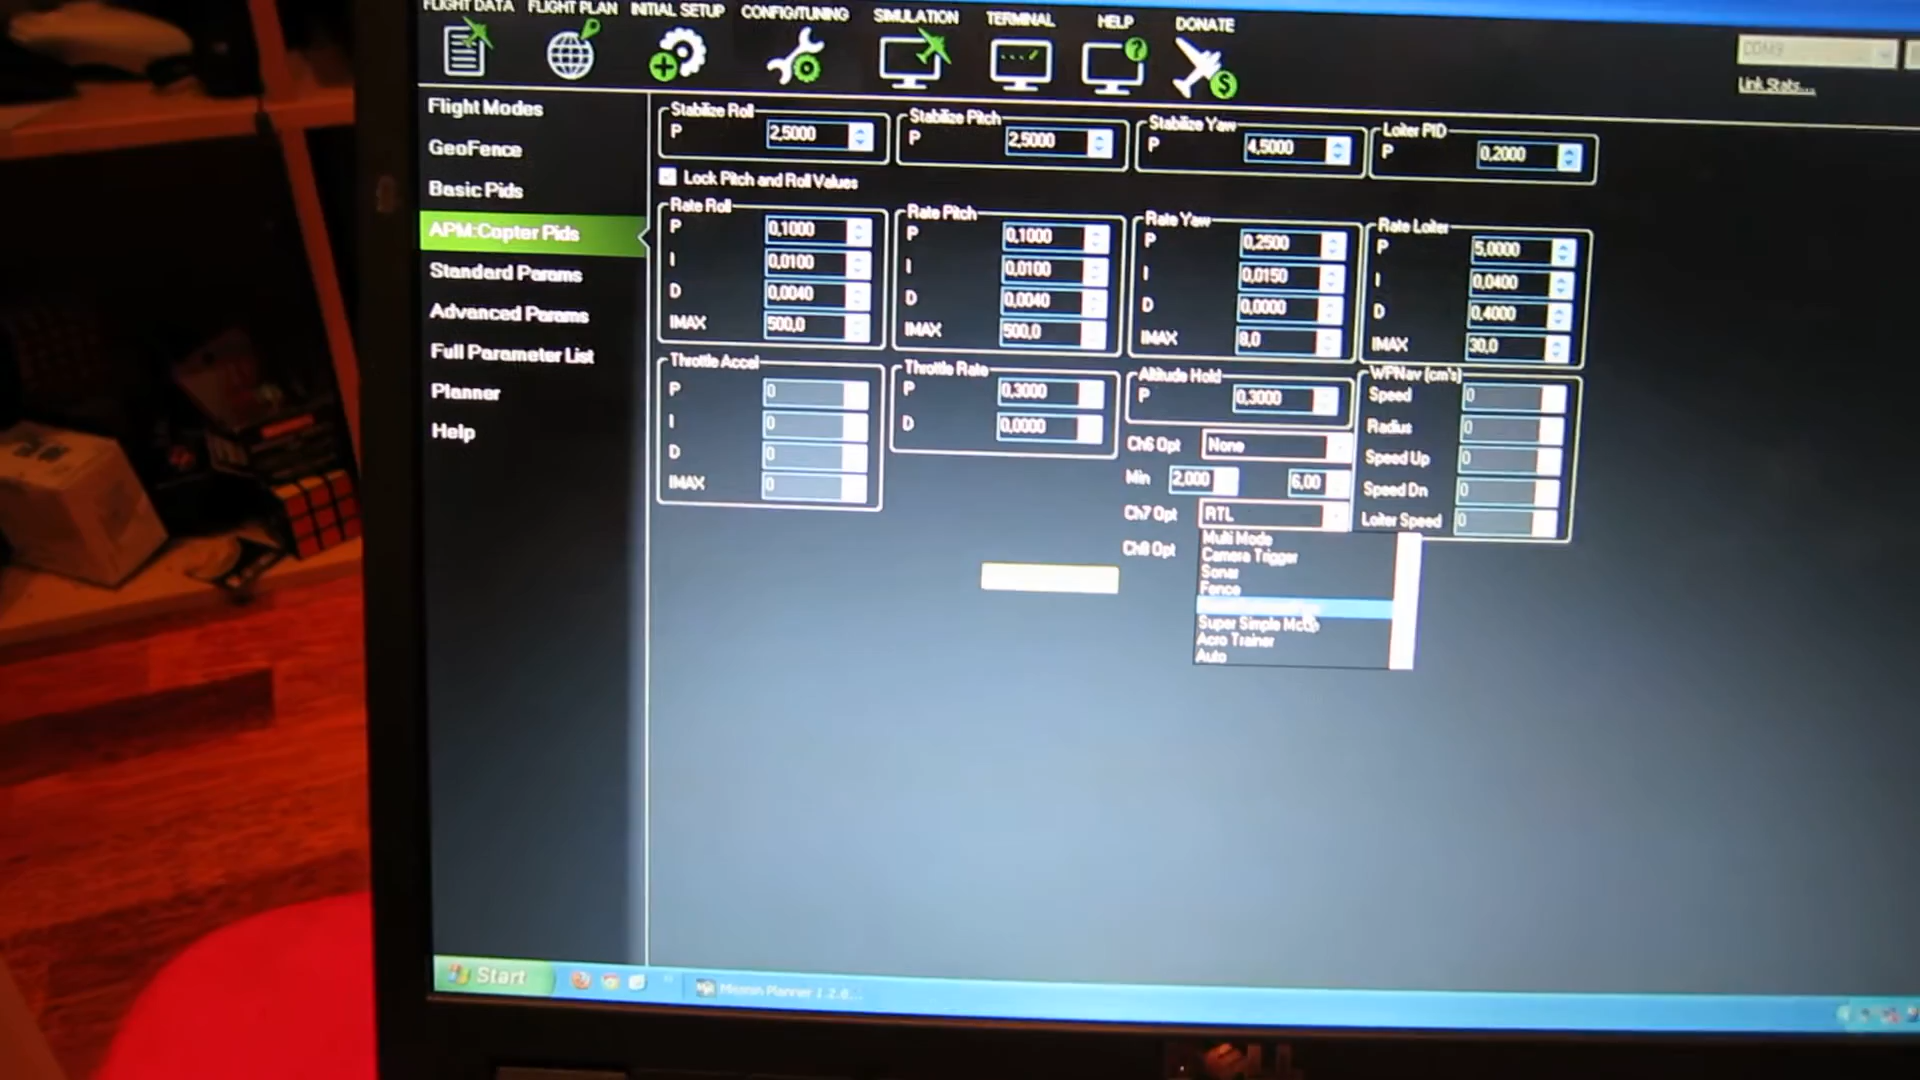 FLIGHT DATA FLIGHT PLAN INITIAL SETUP CONFIG/TUNING SIMULATION TERMINAL HELP DONATE
COM9
Link Stats...
Flight Modes
GeoFence
Basic Pids
APM:Copter Pids
Standard Params
Advanced Params
Full Parameter List
Planner
Help
Stabilize Roll
P 2,5000
Stabilize Pitch
P 2,5000
Stabilize Yaw
P 4,5000
Loiter PID
P 0,2000
Lock Pitch and Roll Values
Rate Roll
P 0,1000
I 0,0100
D 0,0040
IMAX 500,0
Rate Pitch
P 0,1000
I 0,0100
D 0,0040
IMAX 500,0
Rate Yaw
P 0,2500
I 0,0150
D 0,0000
IMAX 8,0
Rate Loiter
P 5,0000
I 0,0400
D 0,4000
IMAX 30,0
Throttle Accel
P 0
I 0
D 0
IMAX 0
Throttle Rate
P 0,3000
D 0,0000
Altitude Hold
P 0,3000
WPNav (cm's)
Speed 0
Radius 0
Speed Up 0
Speed Dn 0
Loiter Speed 0
Ch6 Opt None
Min 2,000 6,00
Ch7 Opt RTL
Ch8 Opt
Multi Mode
Camera Trigger
Sonar
Fence
Super Simple Mode
Acro Trainer
Auto
Start
Mission Planner 1.2.6...
DELL